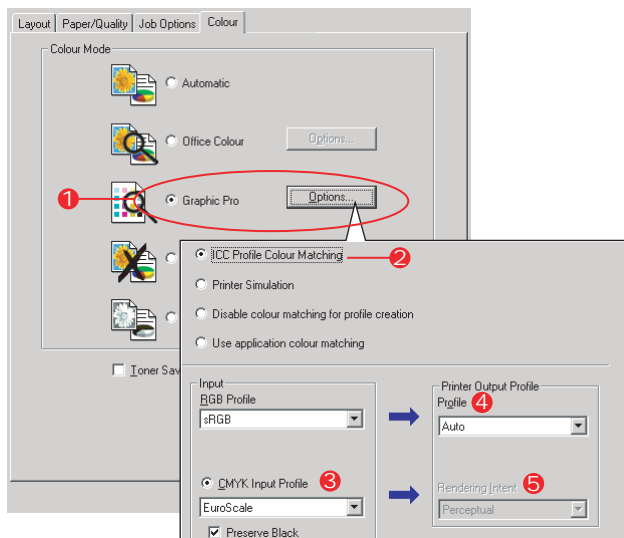 Layout
Paper/Quality
Job Options
Colour
Colour Mode
Automatic
Office Colour
Options...
1
Graphic Pro
Options...
ICC Profile Colour Matching
2
Printer Simulation
Disable colour matching for profile creation
Use application colour matching
Toner Sav
Input
RGB Profile
sRGB
Printer Output Profile
Profile
4
Auto
CMYK Input Profile
3
EuroScale
Preserve Black
Rendering Intent
5
Perceptual